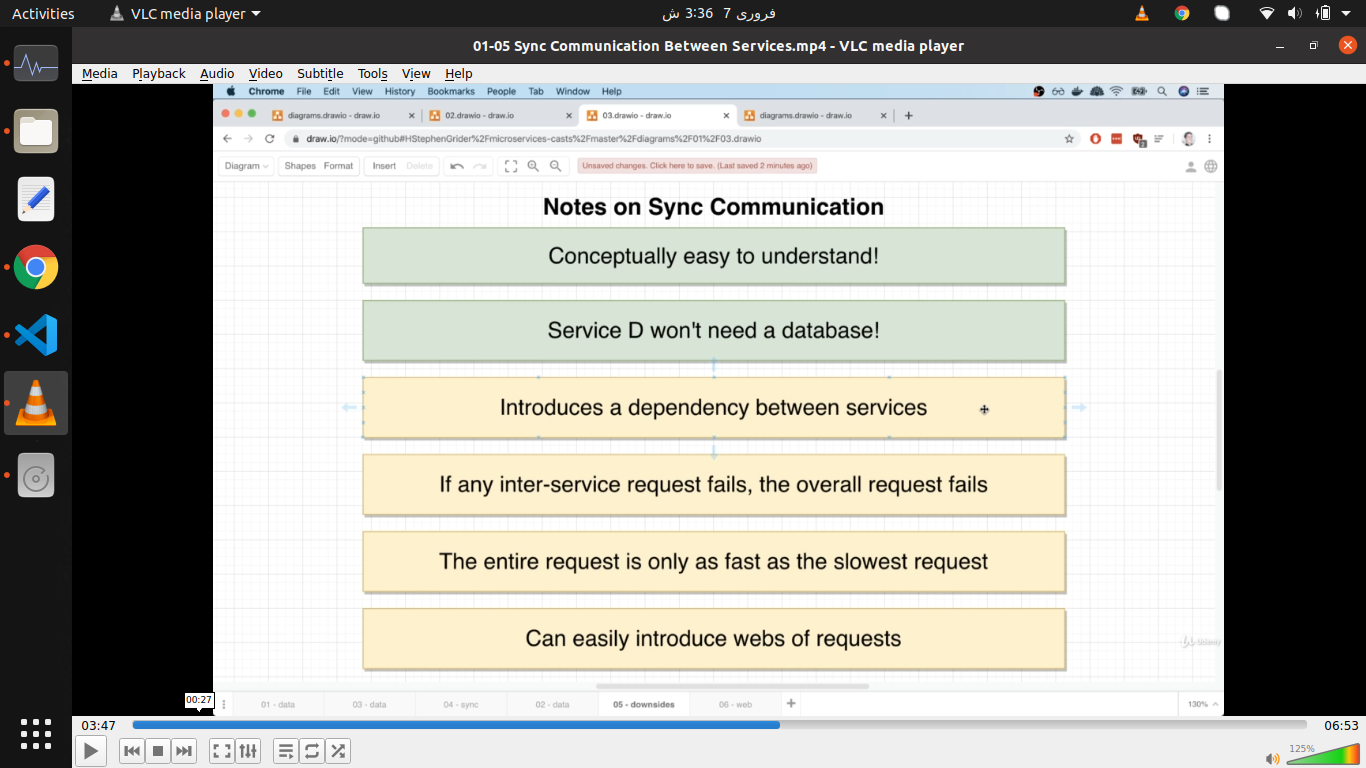 Activities
VLC media player
فروری 7 3:36 ش
01-05 Sync Communication Between Services.mp4 - VLC media player
Media Playback Audio Video Subtitle Tools View Help
Chrome File Edit View History Bookmarks People Tab Window Help
diagrams.drawio - draw.io
02.drawio - draw.io
03.drawio - draw.io
diagrams.drawio - draw.io
draw.io/?mode=github#HStephenGrider%2Fmicroservices-casts%2Fmaster%2Fdiagrams%2F01%2F03.drawio
Diagram Shapes Format Insert Delete
Unsaved changes. Click here to save. (Last saved 2 minutes ago)
Notes on Sync Communication
Conceptually easy to understand!
Service D won't need a database!
Introduces a dependency between services
If any inter-service request fails, the overall request fails
The entire request is only as fast as the slowest request
Can easily introduce webs of requests
Udemy
00:27
01 - data 03 - data 04 - sync 02 - data 05 - downsides 06 - web
130%
03:47
06:53
125%